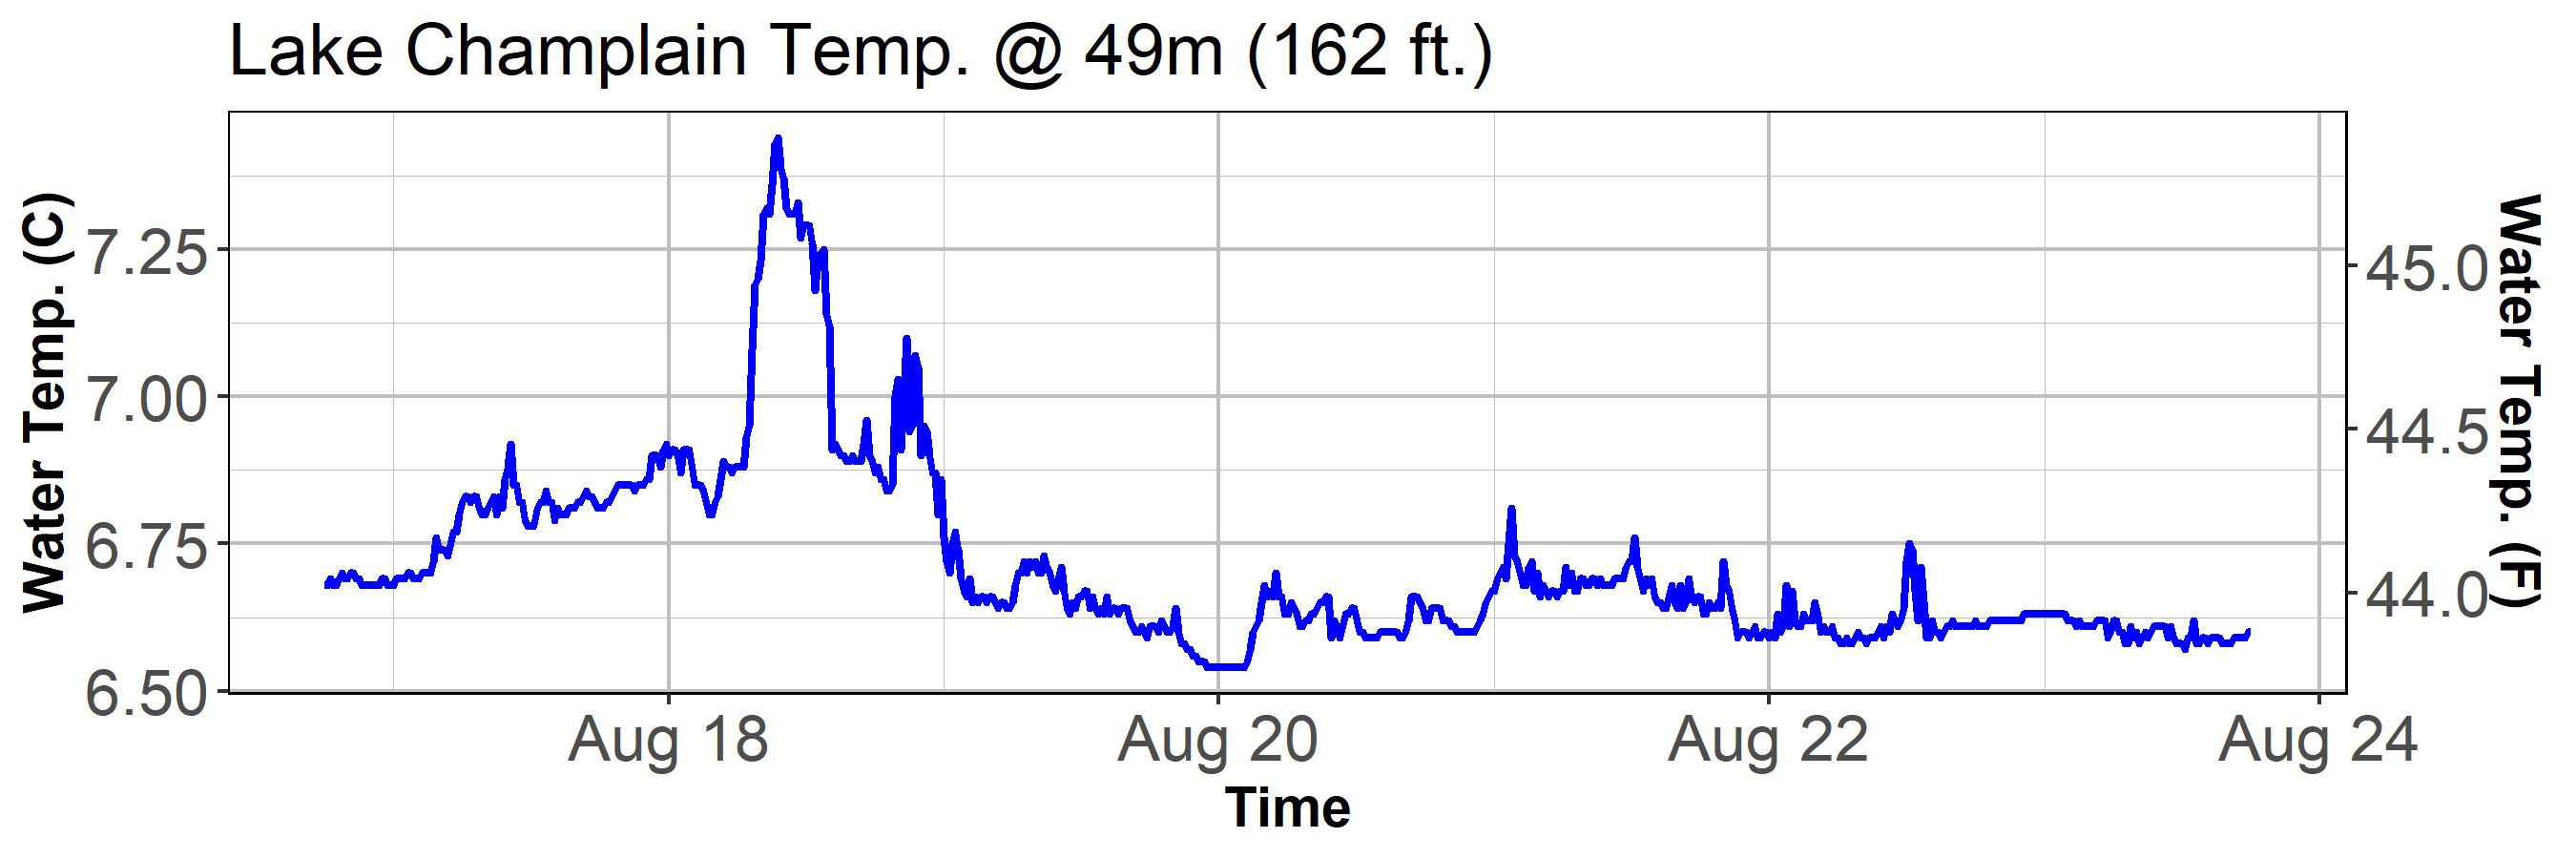 Lake Champlain Temp. @ 49m (162 ft.)
Water Temp. (C)
7.25
7.00
6.75
6.50
45.0
44.5
44.0
Water Temp. (F)
Aug 18
Aug 20
Aug 22
Aug 24
Time